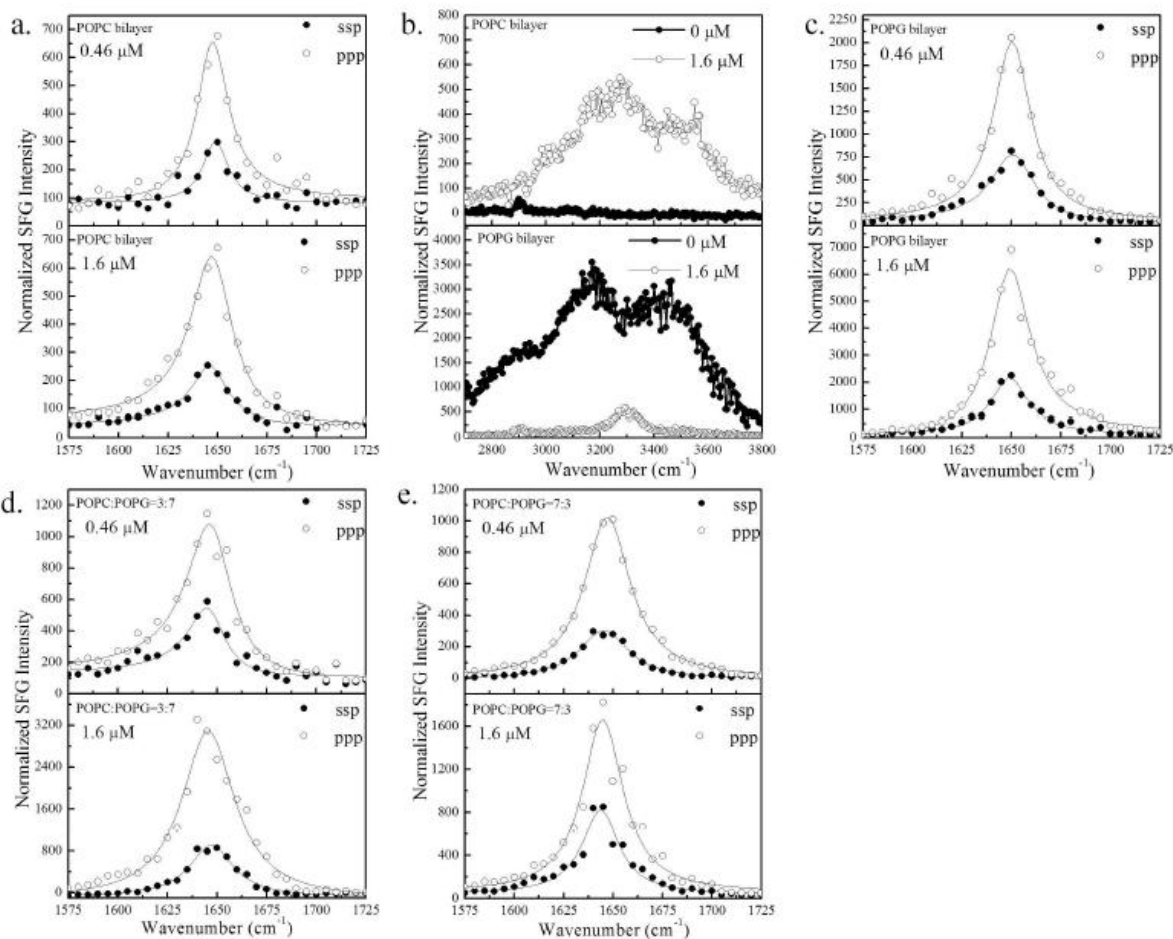 a.
POPC bilayer
0.46 μM
ssp
ppp
700
600
500
400
300
200
100
0
POPC bilayer
1.6 μM
ssp
ppp
700
600
500
400
300
200
100
0
1575 1600 1625 1650 1675 1700 1725
Wavenumber (cm-1)
Normalized SFG Intensity
b.
POPC bilayer
0 μM
1.6 μM
800
700
600
500
400
300
200
100
0
POPG bilayer
0 μM
1.6 μM
4000
3500
3000
2500
2000
1500
1000
500
0
2800 3000 3200 3400 3600 3800
Wavenumber (cm-1)
Normalized SFG Intensity
c.
POPG bilayer
0.46 μM
ssp
ppp
2250
2000
1750
1500
1250
1000
750
500
250
0
POPG bilayer
1.6 μM
ssp
ppp
7000
6000
5000
4000
3000
2000
1000
0
1575 1600 1625 1650 1675 1700 1725
Wavenumber (cm-1)
Normalized SFG Intensity
d.
POPC:POPG=3:7
0.46 μM
ssp
ppp
1200
1000
800
600
400
200
0
POPC:POPG=3:7
1.6 μM
ssp
ppp
3200
2400
1600
800
0
1575 1600 1625 1650 1675 1700 1725
Wavenumber (cm-1)
Normalized SFG Intensity
e.
POPC:POPG=7:3
0.46 μM
ssp
ppp
1200
1000
800
600
400
200
0
POPC:POPG=7:3
1.6 μM
ssp
ppp
1600
1200
800
400
0
1575 1600 1625 1650 1675 1700 1725
Wavenumber (cm-1)
Normalized SFG Intensity